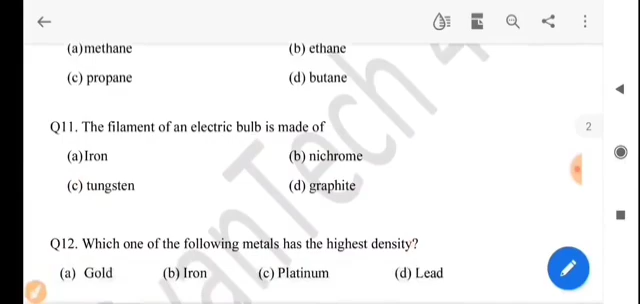 (a)methane (b) ethane
(c) propane (d) butane
Q11. The filament of an electric bulb is made of
(a)Iron (b) nichrome
(c) tungsten (d) graphite
2
Q12. Which one of the following metals has the highest density?
(a) Gold (b) Iron (c) Platinum (d) Lead